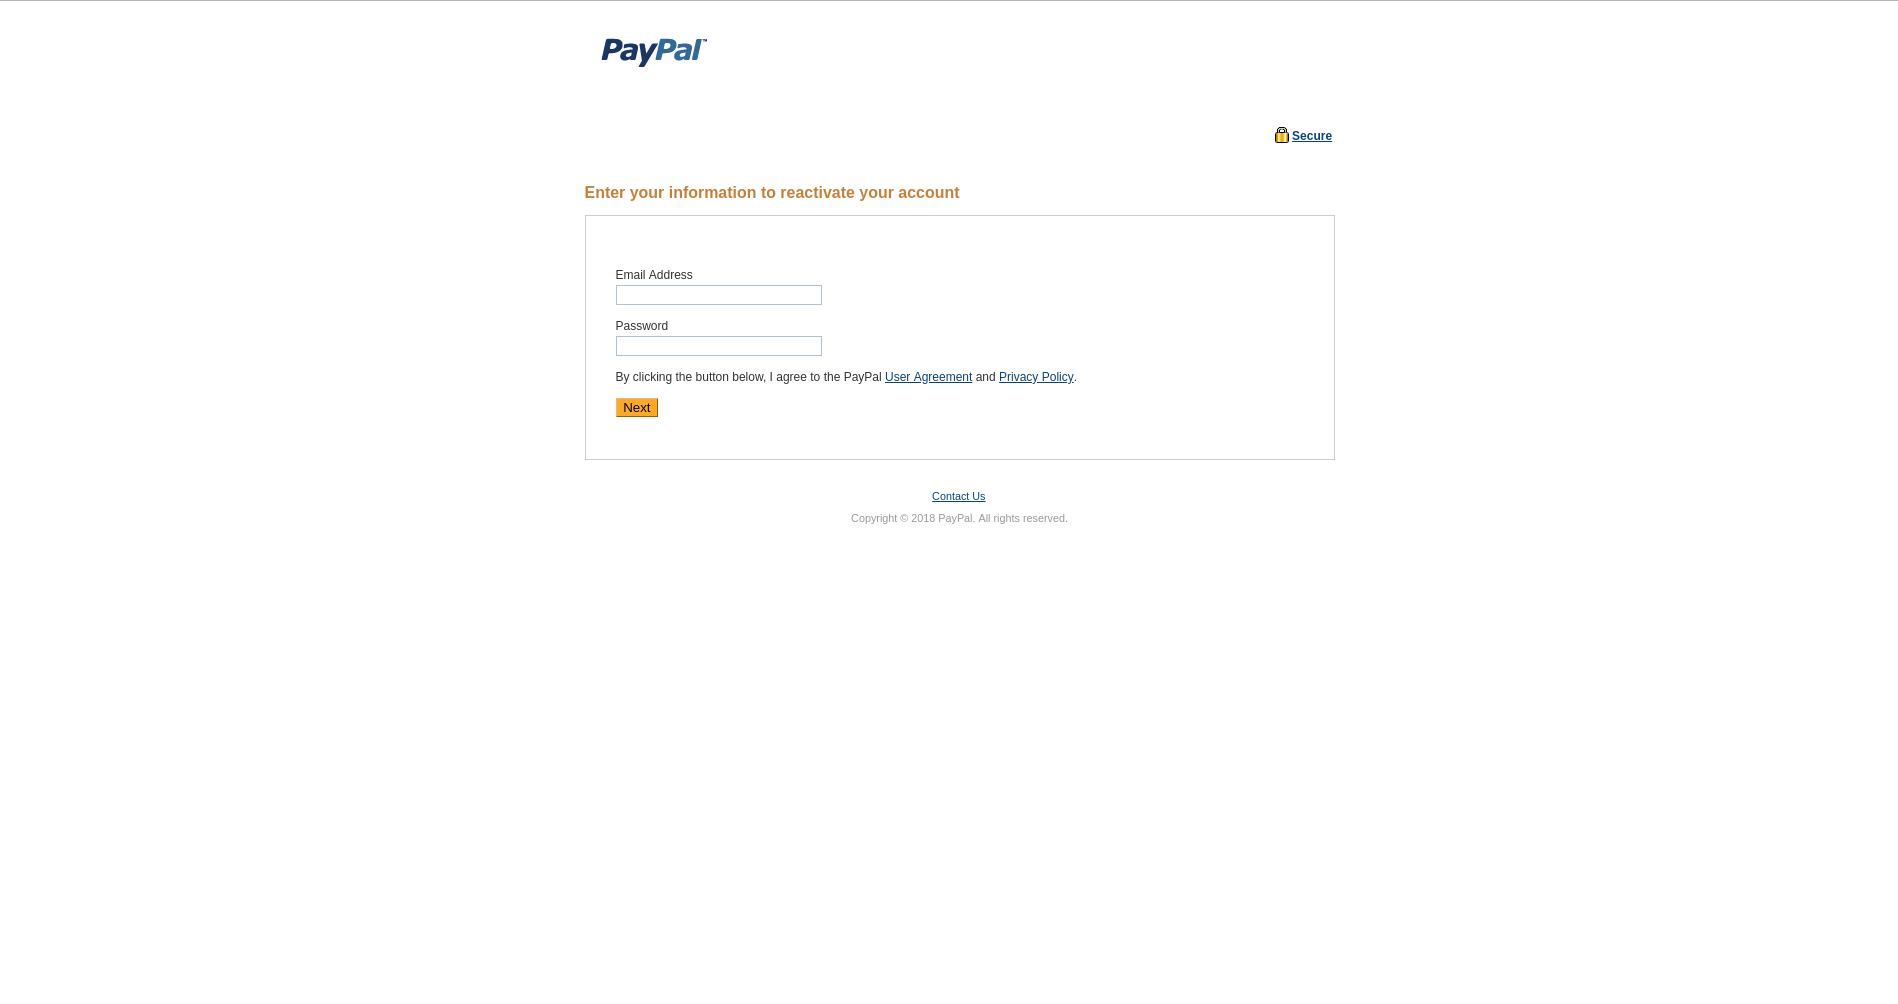 PayPal™
Secure
Enter your information to reactivate your account
Email Address
Password
By clicking the button below, I agree to the PayPal User Agreement and Privacy Policy.
Next
Contact Us
Copyright © 2018 PayPal. All rights reserved.